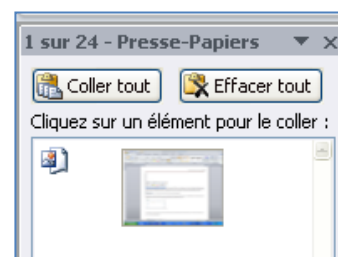 1 sur 24 - Presse-Papiers
Coller tout Effacer tout
Cliquez sur un élément pour le coller :